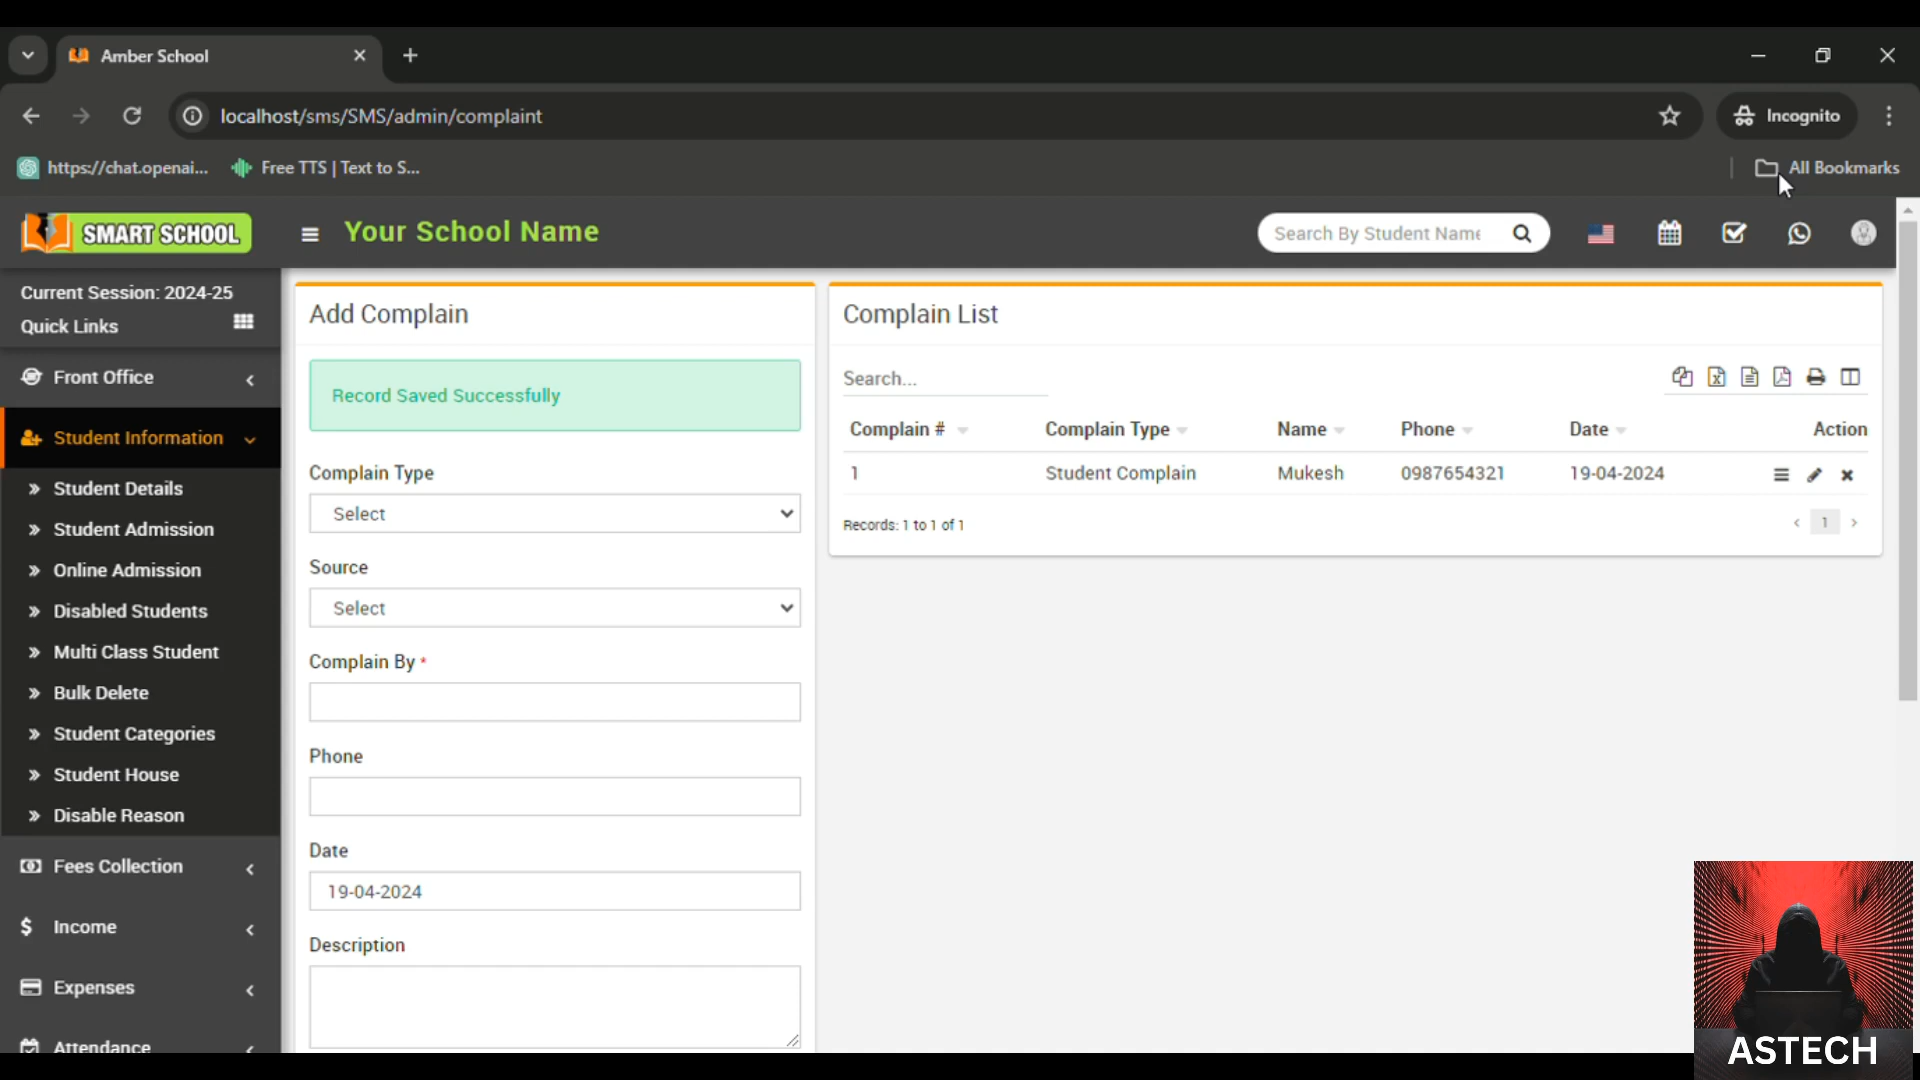 Amber School
localhost/sms/SMS/admin/complaint
Incognito
https://chat.openai...
Free TTS | Text to S...
All Bookmarks
SMART SCHOOL
Your School Name
Search By Student Name
Current Session: 2024-25
Quick Links
Front Office
Student Information
Student Details
Student Admission
Online Admission
Disabled Students
Multi Class Student
Bulk Delete
Student Categories
Student House
Disable Reason
Fees Collection
Income
Expenses
Attendance
Add Complain
Record Saved Successfully
Complain Type
Select
Source
Select
Complain By *
Phone
Date
19-04-2024
Description
Complain List
Search...
Complain # Complain Type Name Phone Date Action
1 Student Complain Mukesh 0987654321 19-04-2024
Records: 1 to 1 of 1
1
ASTECH